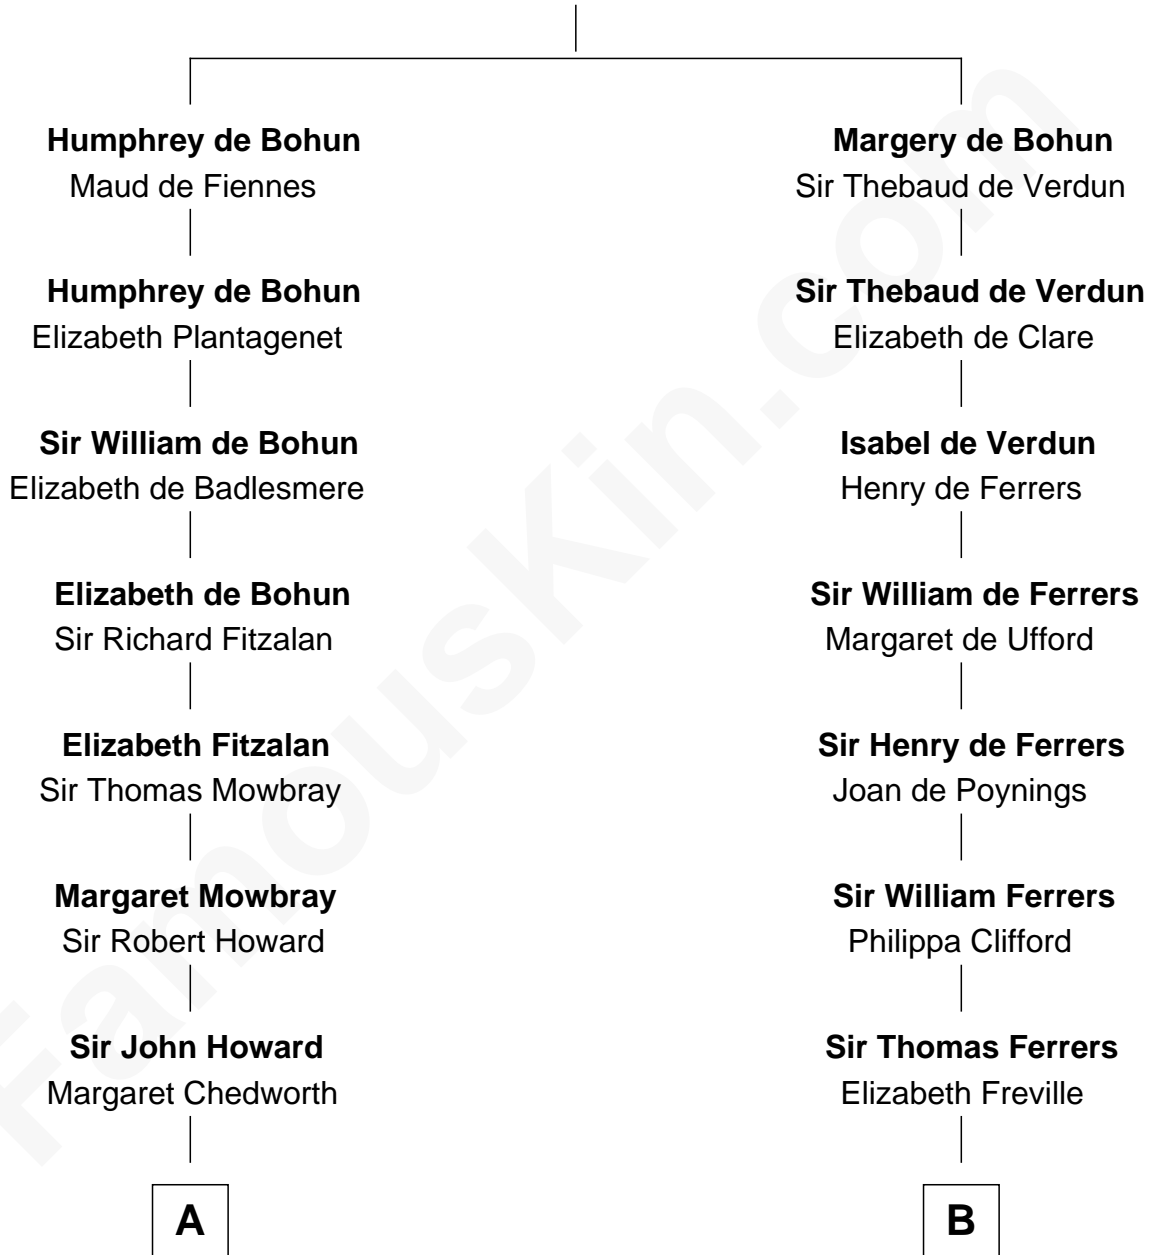 Humphrey de Bohun
Maud de Fiennes
Humphrey de Bohun
Elizabeth Plantagenet
Sir William de Bohun
Elizabeth de Badlesmere
Elizabeth de Bohun
Sir Richard Fitzalan
Elizabeth Fitzalan
Sir Thomas Mowbray
Margaret Mowbray
Sir Robert Howard
Sir John Howard
Margaret Chedworth
A
Margery de Bohun
Sir Thebaud de Verdun
Sir Thebaud de Verdun
Elizabeth de Clare
Isabel de Verdun
Henry de Ferrers
Sir William de Ferrers
Margaret de Ufford
Sir Henry de Ferrers
Joan de Poynings
Sir William Ferrers
Philippa Clifford
Sir Thomas Ferrers
Elizabeth Freville
B
FamousKin.com